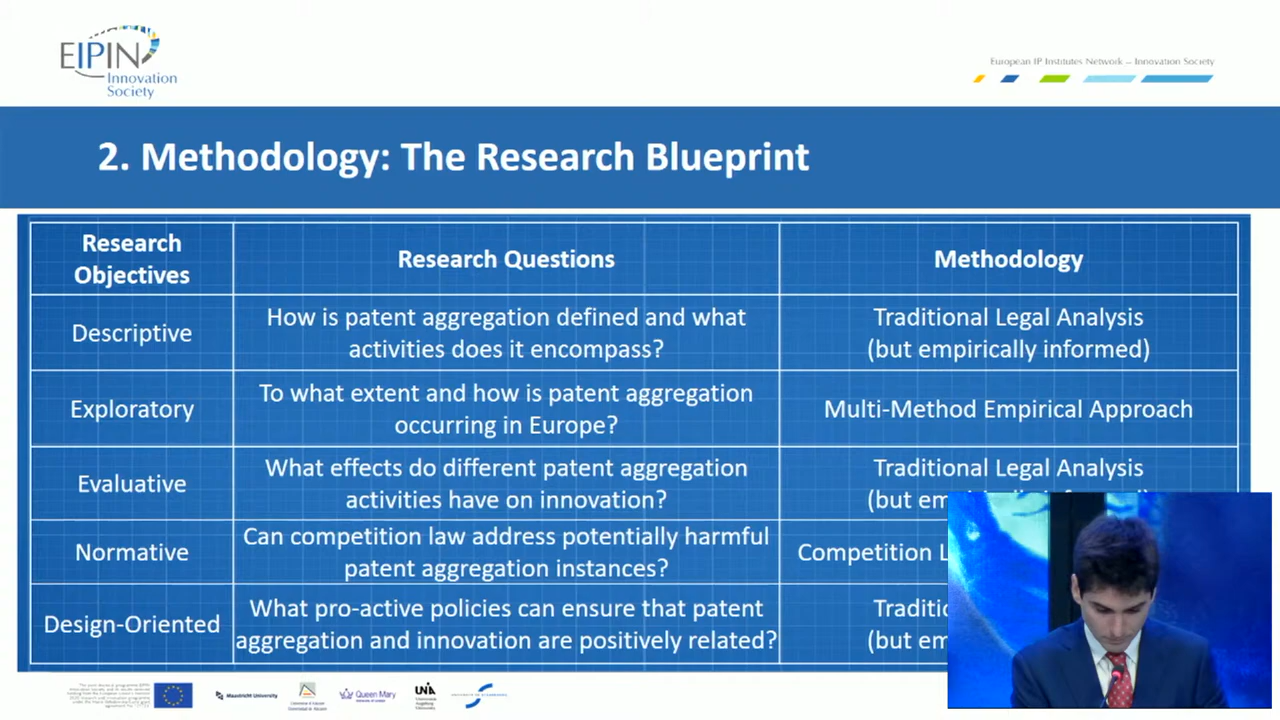 EIPIN
Innovation
Society
European IP Institutes Network – Innovation Society
2. Methodology: The Research Blueprint
Research
Objectives
Research Questions
Methodology
Descriptive
How is patent aggregation defined and what
activities does it encompass?
Traditional Legal Analysis
(but empirically informed)
Exploratory
To what extent and how is patent aggregation
occurring in Europe?
Multi-Method Empirical Approach
Evaluative
What effects do different patent aggregation
activities have on innovation?
Traditional Legal Analysis
(but
Normative
Can competition law address potentially harmful
patent aggregation instances?
Competition
Design-Oriented
What pro-active policies can ensure that patent
aggregation and innovation are positively related?
(but
Maastricht University
Queen Mary
UNIA